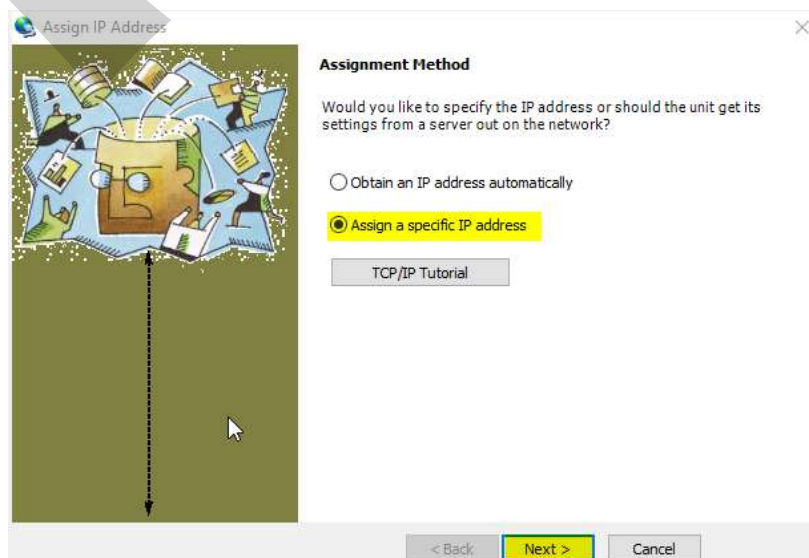 Assign IP Address
Assignment Method
Would you like to specify the IP address or should the unit get its
settings from a server out on the network?
Obtain an IP address automatically
Assign a specific IP address
TCP/IP Tutorial
< Back Next > Cancel